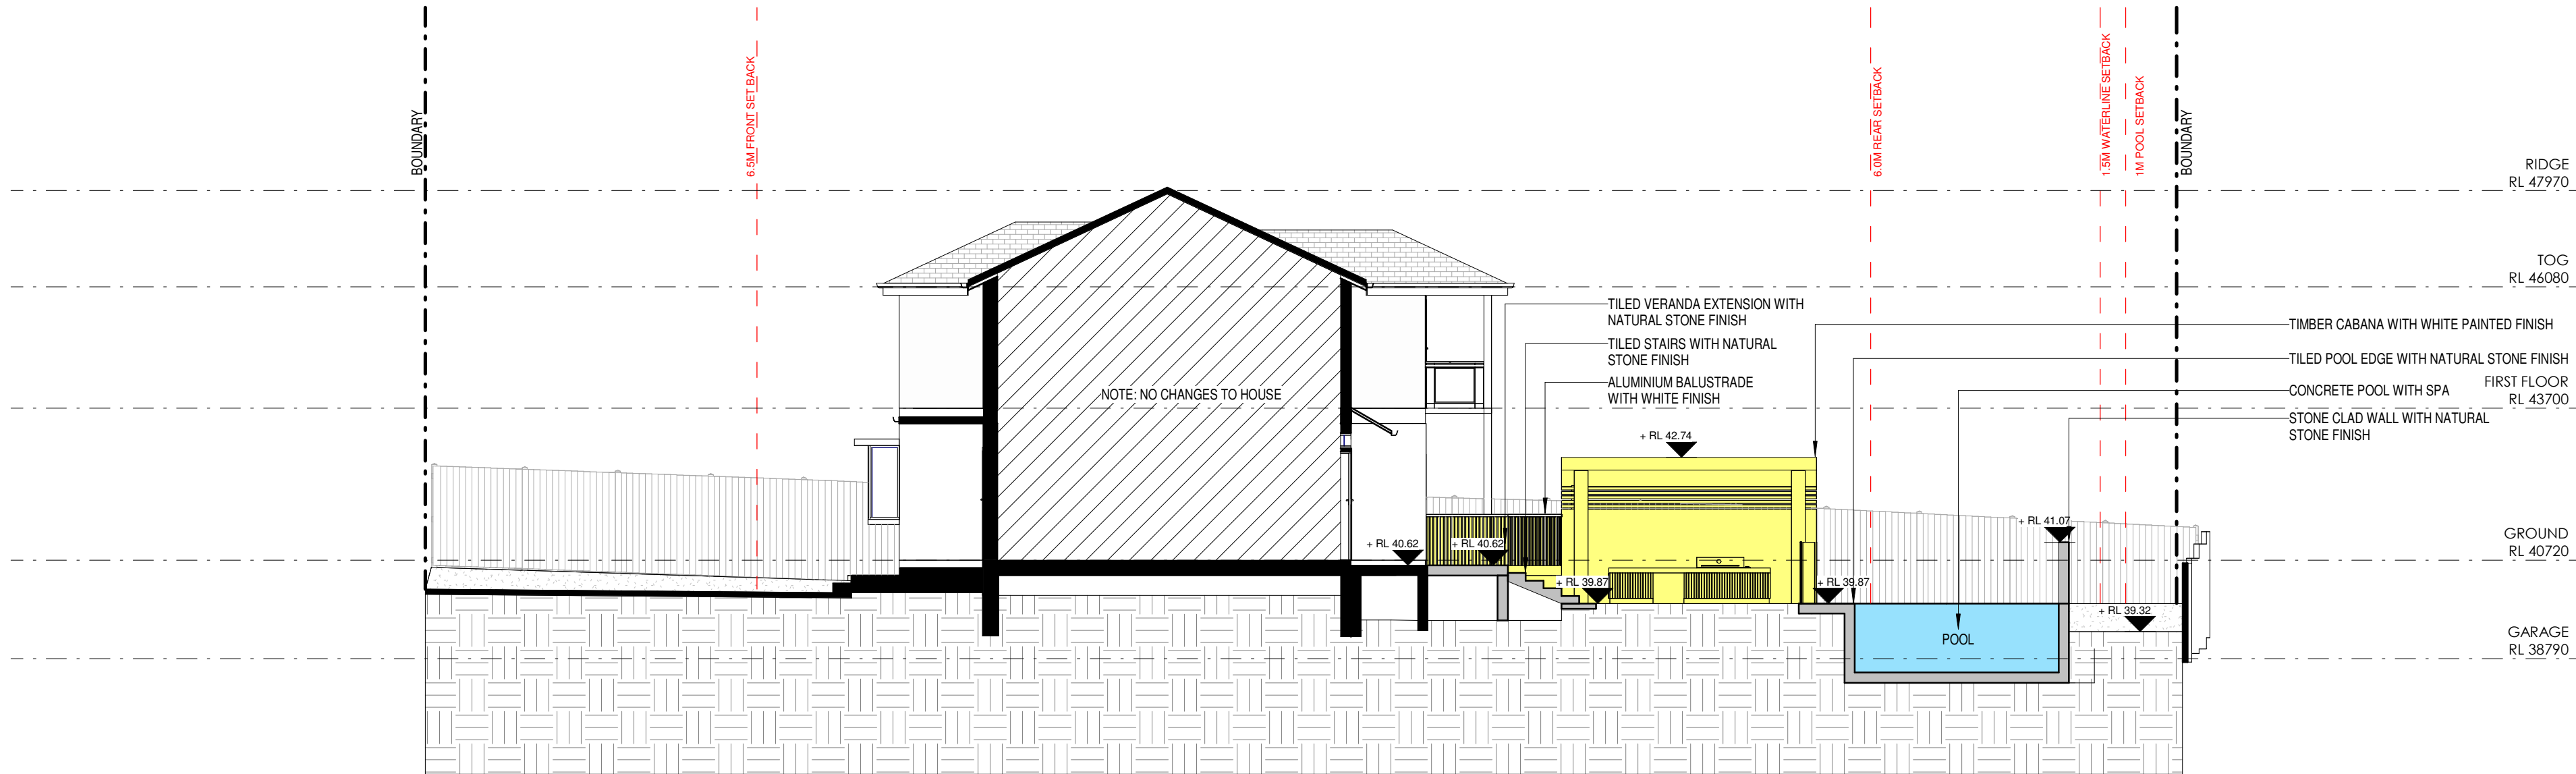 BOUNDARY
6.5M FRONT SET BACK
6.0M REAR SETBACK
1.5M WATERLINE SETBACK
1M POOL SETBACK
BOUNDARY
RIDGE
RL 47970
TOG
RL 46080
TILED VERANDA EXTENSION WITH
NATURAL STONE FINISH
TILED STAIRS WITH NATURAL
STONE FINISH
ALUMINIUM BALUSTRADE
WITH WHITE FINISH
TIMBER CABANA WITH WHITE PAINTED FINISH
TILED POOL EDGE WITH NATURAL STONE FINISH
CONCRETE POOL WITH SPA
STONE CLAD WALL WITH NATURAL
STONE FINISH
FIRST FLOOR
RL 43700
NOTE: NO CHANGES TO HOUSE
+ RL 42.74
+ RL 41.07
+ RL 40.62
+ RL 40.62
+ RL 39.87
+ RL 39.87
+ RL 39.32
GROUND
RL 40720
POOL
GARAGE
RL 38790